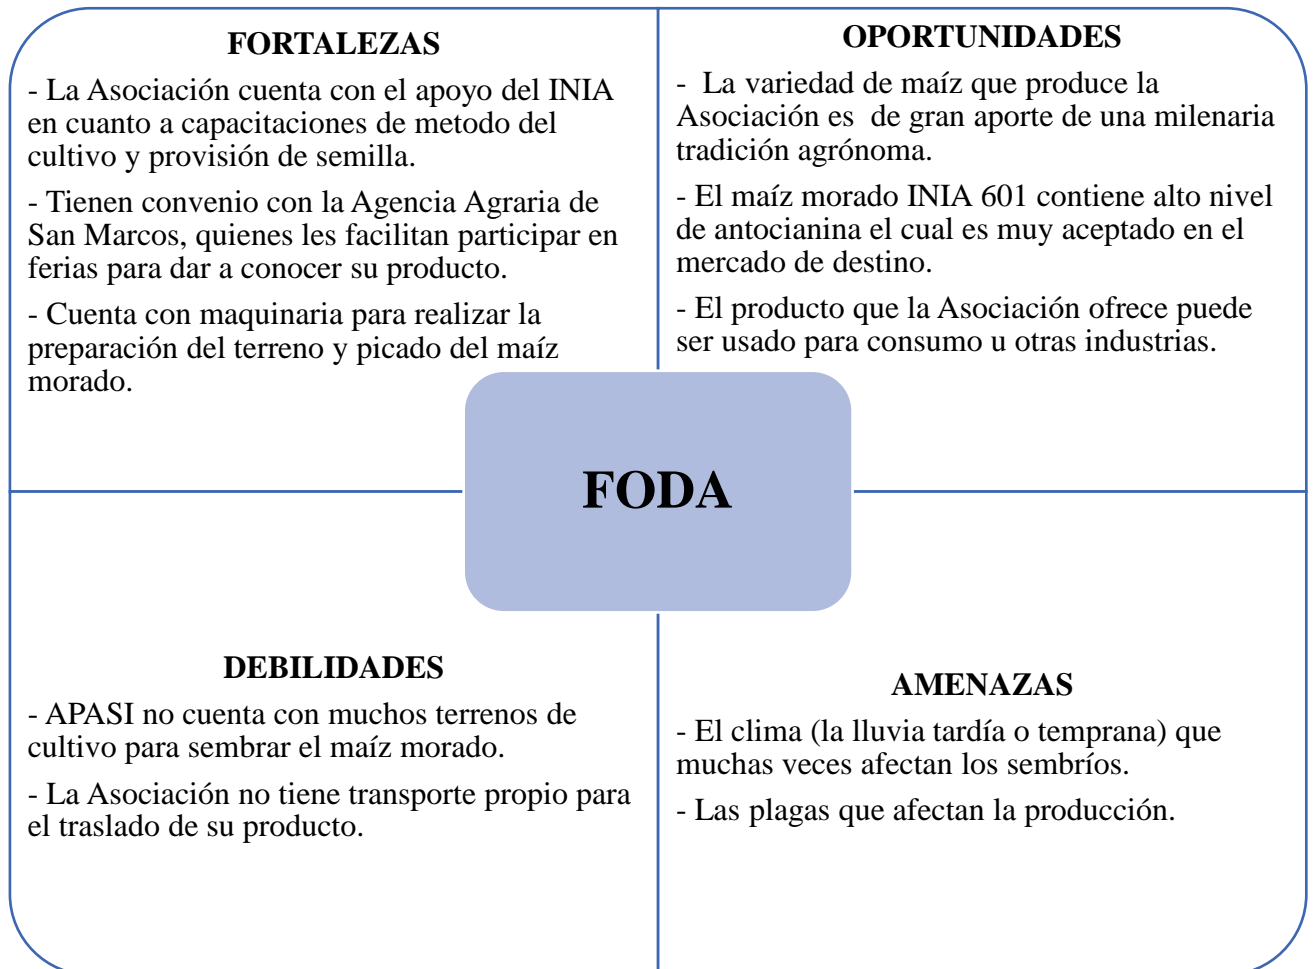 FORTALEZAS
- La Asociación cuenta con el apoyo del INIA
en cuanto a capacitaciones de metodo del
cultivo y provisión de semilla.
- Tienen convenio con la Agencia Agraria de
San Marcos, quienes les facilitan participar en
ferias para dar a conocer su producto.
- Cuenta con maquinaria para realizar la
preparación del terreno y picado del maíz
morado.
OPORTUNIDADES
- La variedad de maíz que produce la
Asociación es de gran aporte de una milenaria
tradición agrónoma.
- El maíz morado INIA 601 contiene alto nivel
de antocianina el cual es muy aceptado en el
mercado de destino.
- El producto que la Asociación ofrece puede
ser usado para consumo u otras industrias.
FODA
DEBILIDADES
- APASI no cuenta con muchos terrenos de
cultivo para sembrar el maíz morado.
- La Asociación no tiene transporte propio para
el traslado de su producto.
AMENAZAS
- El clima (la lluvia tardía o temprana) que
muchas veces afectan los sembríos.
- Las plagas que afectan la producción.